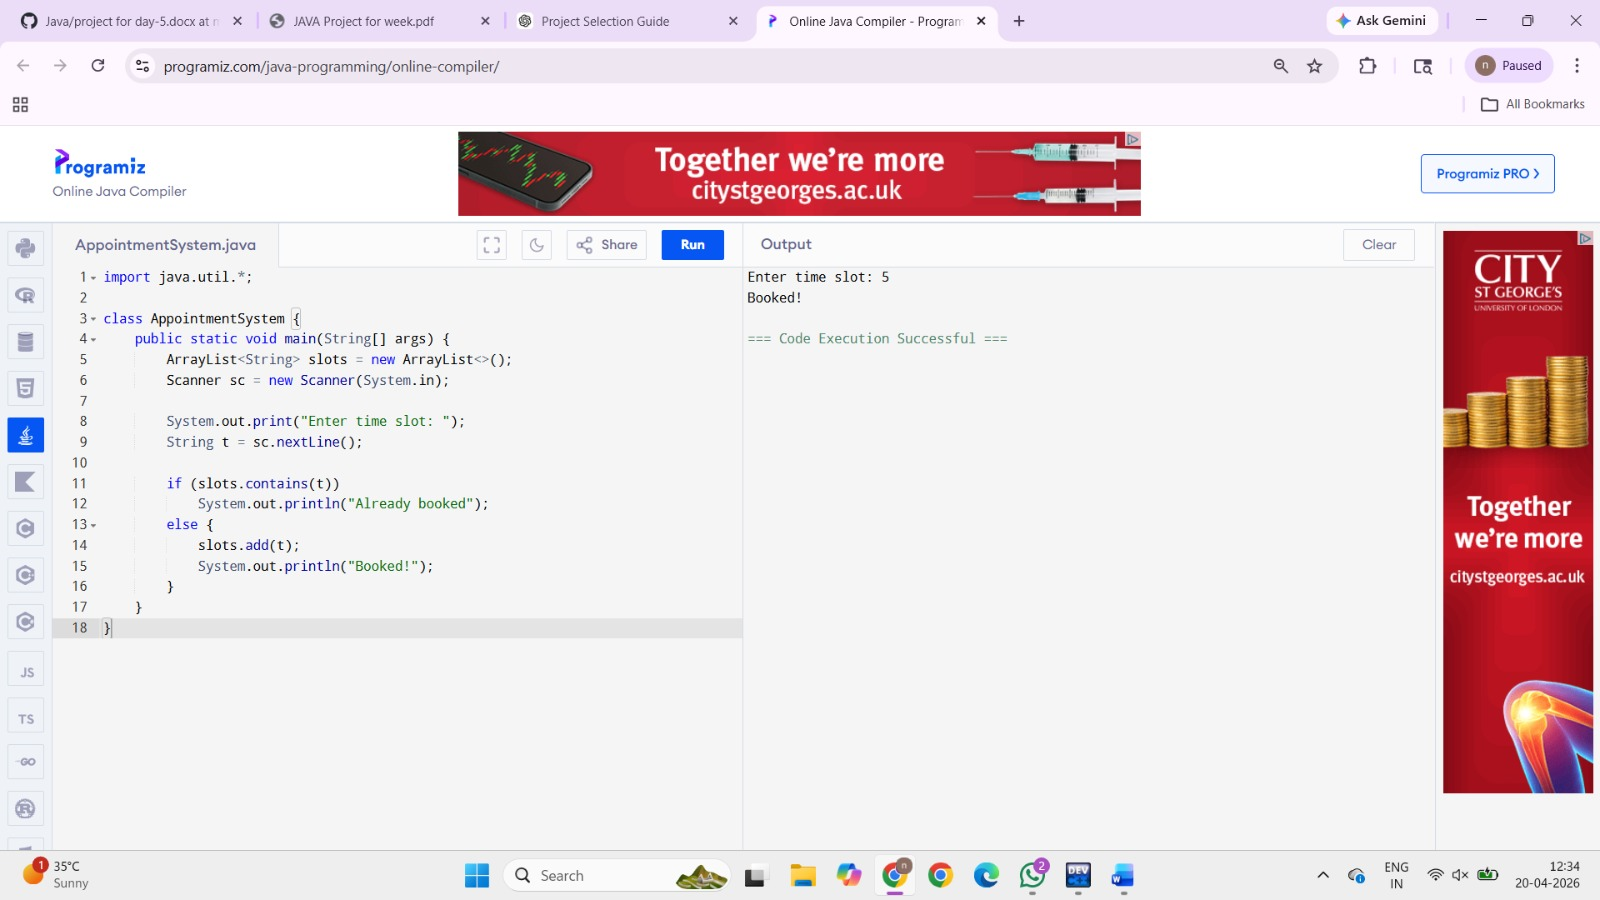 Java/project for day-5.docx at n
JAVA Project for week.pdf
Project Selection Guide
Online Java Compiler - Program
Ask Gemini
programiz.com/java-programming/online-compiler/
n
Paused
All Bookmarks
Programiz
Online Java Compiler
Together we're more
citystgeorges.ac.uk
Programiz PRO
AppointmentSystem.java
Share
Run
Output
Clear
1 import java.util.*;
2
3 class AppointmentSystem {
4 public static void main(String[] args) {
5 ArrayList<String> slots = new ArrayList<>();
6 Scanner sc = new Scanner(System.in);
7
8 System.out.print("Enter time slot: ");
9 String t = sc.nextLine();
10
11 if (slots.contains(t))
12 System.out.println("Already booked");
13 else {
14 slots.add(t);
15 System.out.println("Booked!");
16 }
17 }
18 }
Enter time slot: 5
Booked!
=== Code Execution Successful ===
JS
TS
GO
CITY
ST GEORGE'S
UNIVERSITY OF LONDON
Together
we're more
citystgeorges.ac.uk
1
35°C
Sunny
Search
n
2
DEV
W
ENG
IN
12:34
20-04-2026